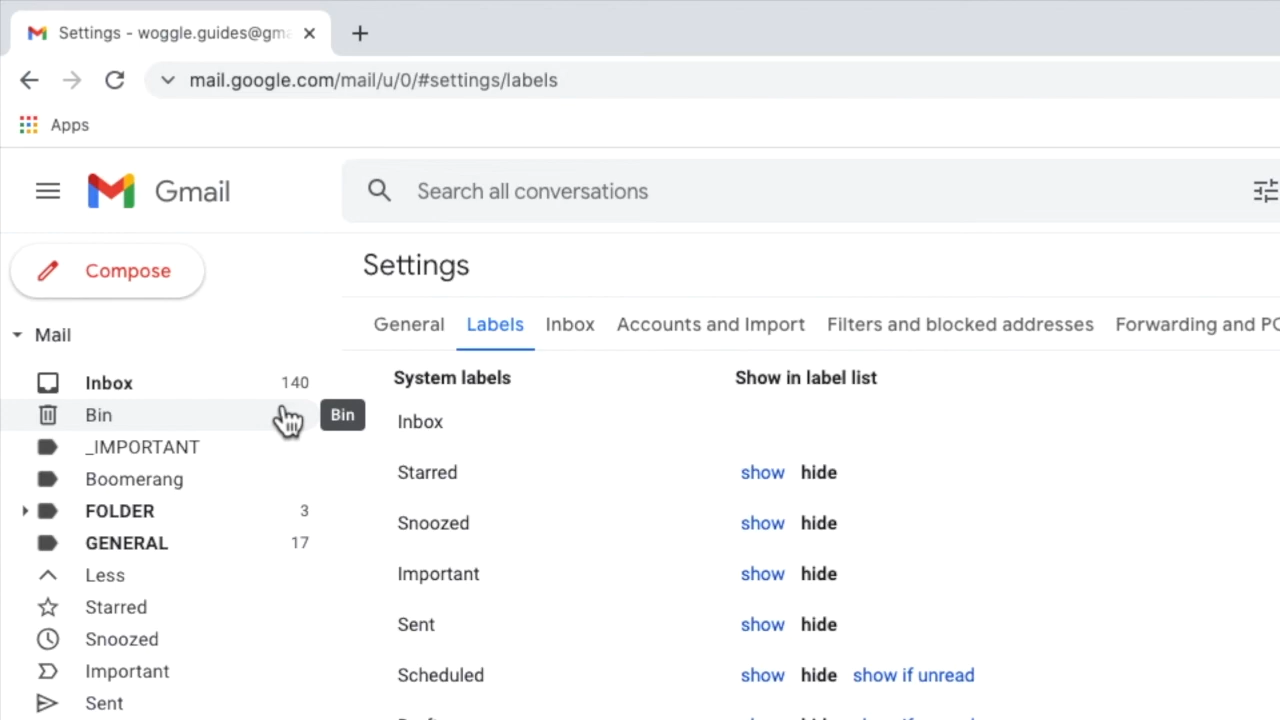 Settings - woggle.guides@gm
mail.google.com/mail/u/0/#settings/labels
Apps
Gmail
Search all conversations
Compose
Settings
General Labels Inbox Accounts and Import Filters and blocked addresses Forwarding and PO
Mail
Inbox 140
Bin
Bin
_IMPORTANT
Boomerang
FOLDER 3
GENERAL 17
Less
Starred
Snoozed
Important
Sent
System labels Show in label list
Inbox
Starred show hide
Snoozed show hide
Important show hide
Sent show hide
Scheduled show hide show if unread